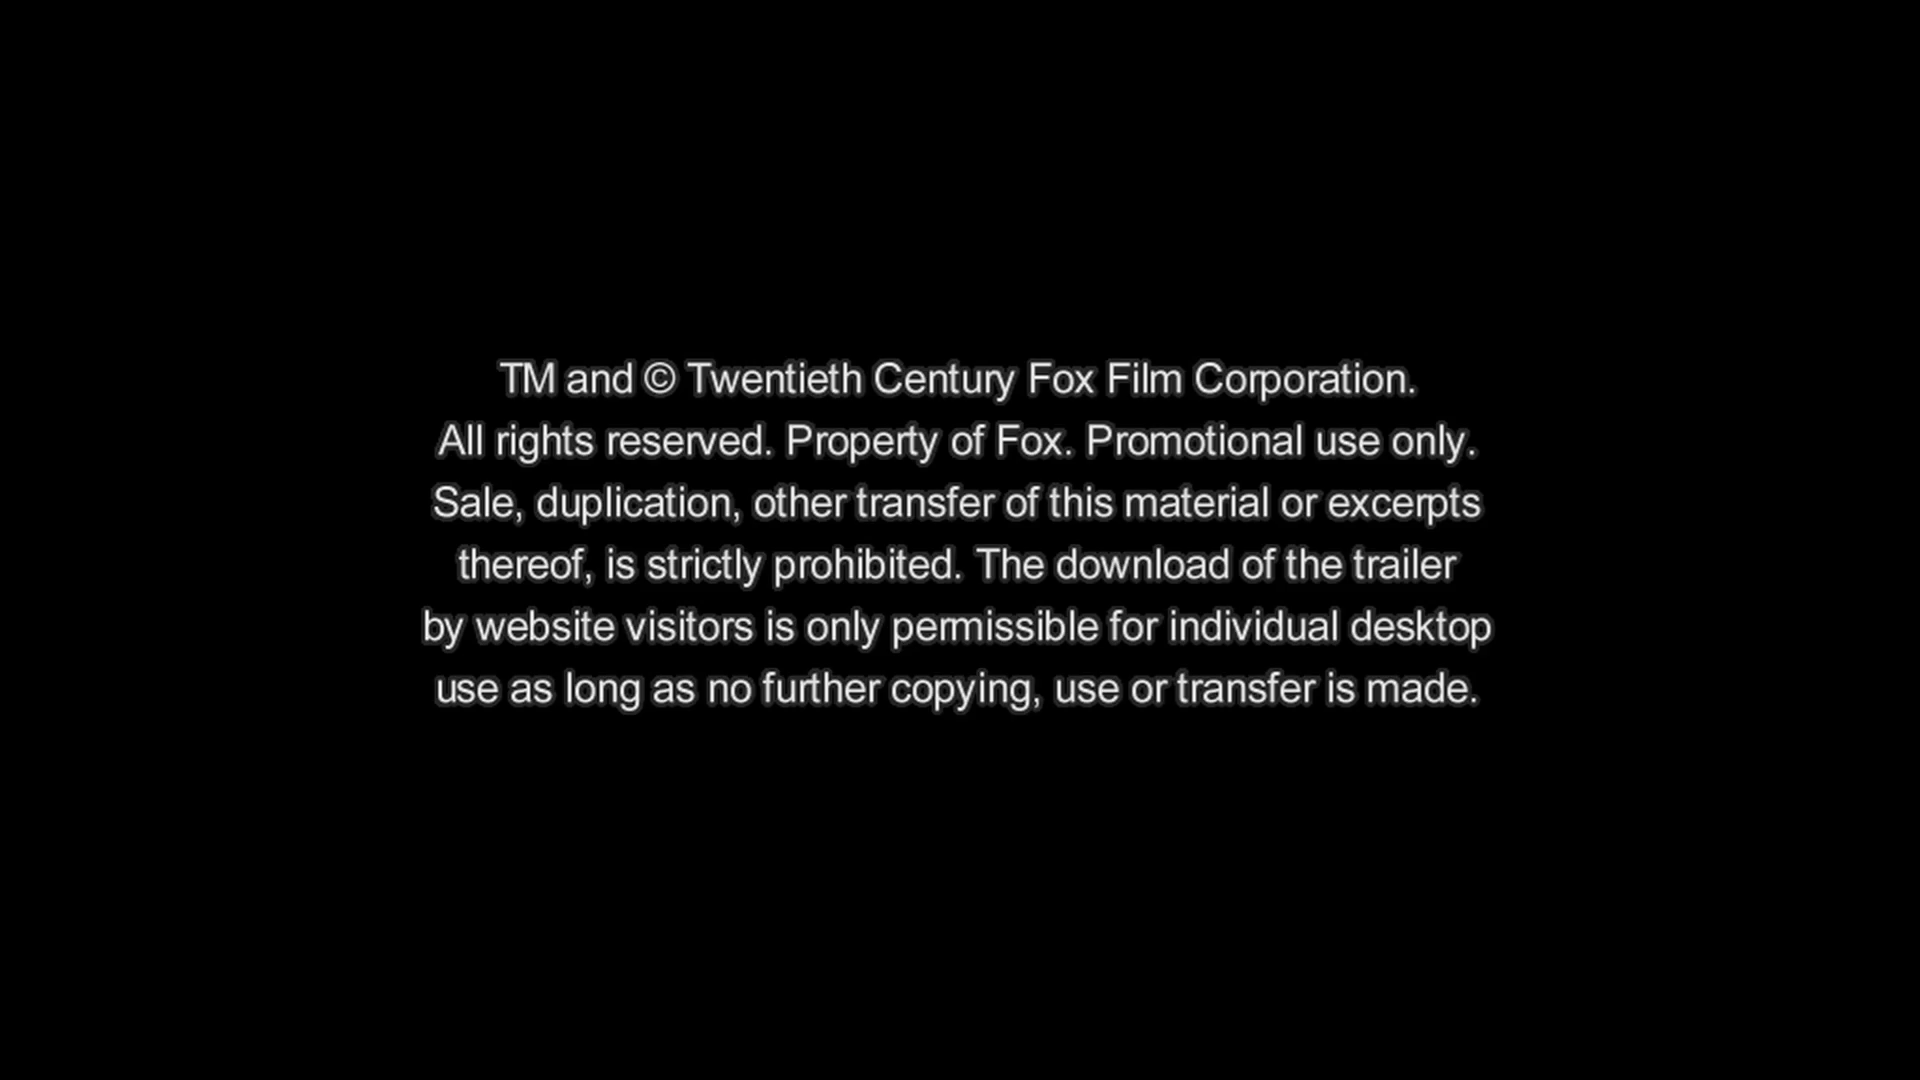 TM and © Twentieth Century Fox Film Corporation.
All rights reserved. Property of Fox. Promotional use only.
Sale, duplication, other transfer of this material or excerpts
thereof, is strictly prohibited. The download of the trailer
by website visitors is only permissible for individual desktop
use as long as no further copying, use or transfer is made.